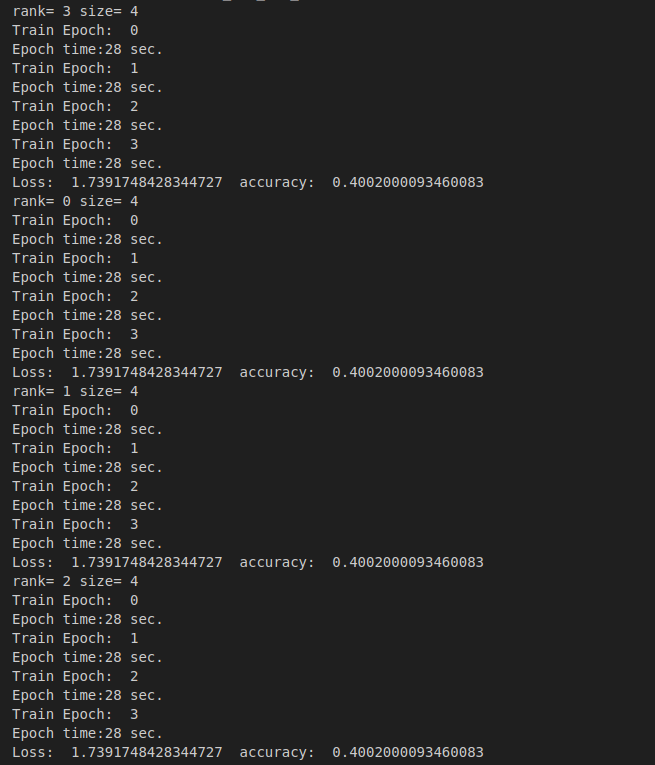 rank= 3 size= 4
Train Epoch:  0
Epoch time:28 sec.
Train Epoch:  1
Epoch time:28 sec.
Train Epoch:  2
Epoch time:28 sec.
Train Epoch:  3
Epoch time:28 sec.
Loss:  1.7391748428344727  accuracy:  0.4002000093460083
rank= 0 size= 4
Train Epoch:  0
Epoch time:28 sec.
Train Epoch:  1
Epoch time:28 sec.
Train Epoch:  2
Epoch time:28 sec.
Train Epoch:  3
Epoch time:28 sec.
Loss:  1.7391748428344727  accuracy:  0.4002000093460083
rank= 1 size= 4
Train Epoch:  0
Epoch time:28 sec.
Train Epoch:  1
Epoch time:28 sec.
Train Epoch:  2
Epoch time:28 sec.
Train Epoch:  3
Epoch time:28 sec.
Loss:  1.7391748428344727  accuracy:  0.4002000093460083
rank= 2 size= 4
Train Epoch:  0
Epoch time:28 sec.
Train Epoch:  1
Epoch time:28 sec.
Train Epoch:  2
Epoch time:28 sec.
Train Epoch:  3
Epoch time:28 sec.
Loss:  1.7391748428344727  accuracy:  0.4002000093460083